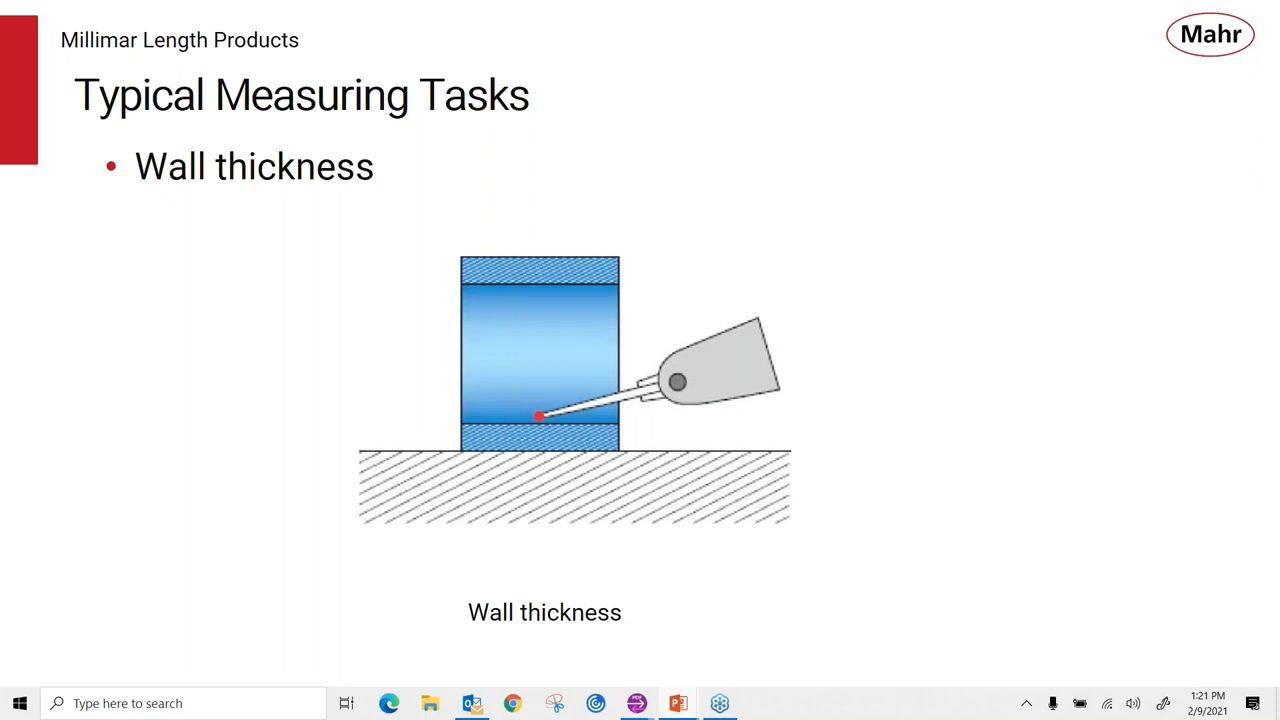 Millimar Length Products
Mahr
Typical Measuring Tasks
• Wall thickness
Wall thickness
Type here to search
1:21 PM
2/9/2021